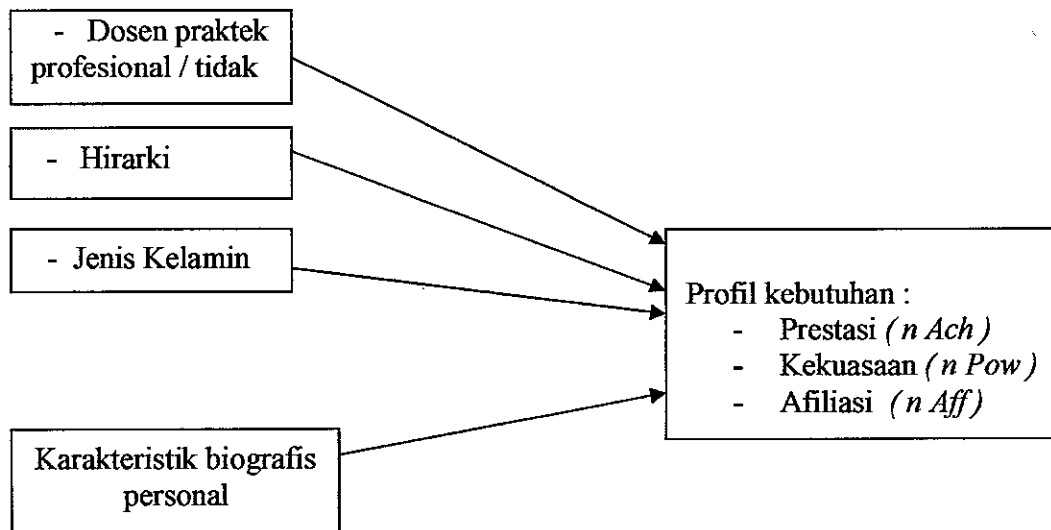 - Dosen praktek
profesional / tidak
- Hirarki
- Jenis Kelamin
Karakteristik biografis
personal
Profil kebutuhan :
- Prestasi ( n Ach )
- Kekuasaan ( n Pow )
- Afiliasi ( n Aff )